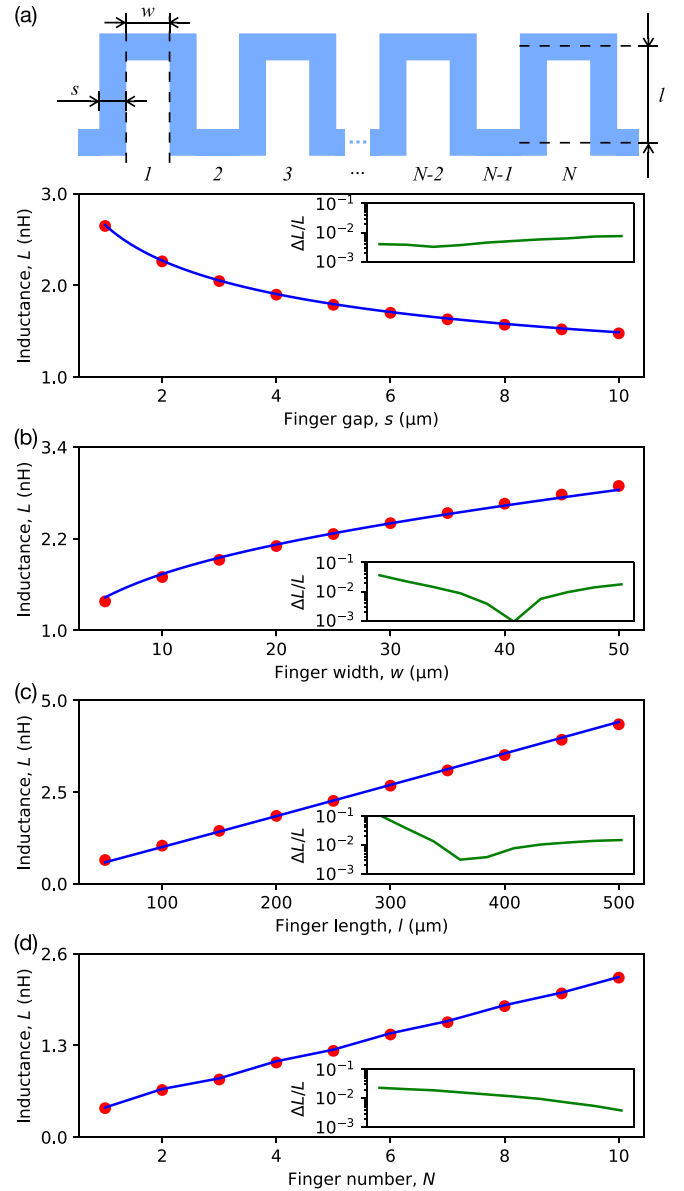 (a)
w
s
l
1 2 3 ... N-2 N-1 N
3.0
2.0
1.0
Inductance, L (nH)
10⁻¹
10⁻²
10⁻³
ΔL/L
2 4 6 8 10
Finger gap, s (μm)
(b)
3.4
2.2
1.0
Inductance, L (nH)
10⁻¹
10⁻²
10⁻³
ΔL/L
10 20 30 40 50
Finger width, w (μm)
(c)
5.0
2.5
0.0
Inductance, L (nH)
10⁻¹
10⁻²
10⁻³
ΔL/L
100 200 300 400 500
Finger length, l (μm)
(d)
2.6
1.3
0.0
Inductance, L (nH)
10⁻¹
10⁻²
10⁻³
ΔL/L
2 4 6 8 10
Finger number, N